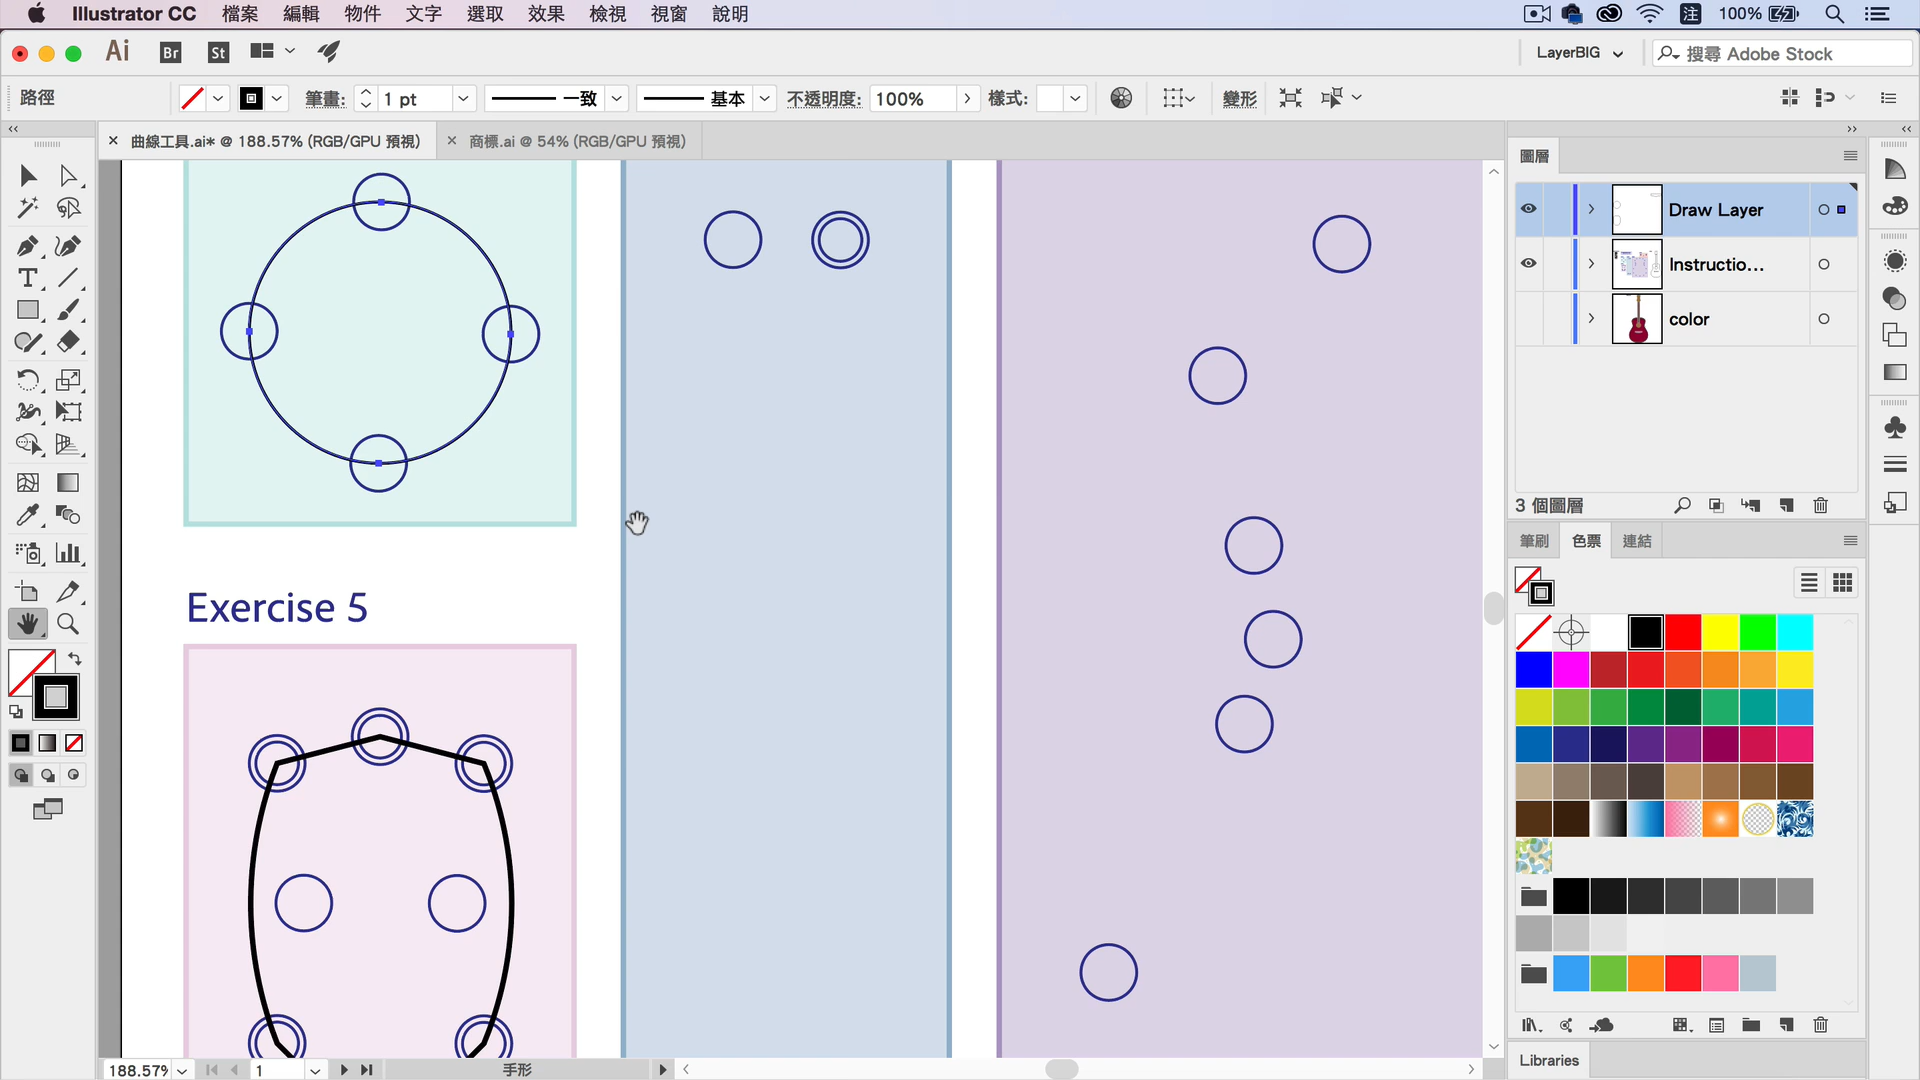 Illustrator CC 檔案 編輯 物件 文字 選取 效果 檢視 視窗 說明 注 100%
Ai Br St LayerBIG 搜尋 Adobe Stock
路徑 筆畫: 1 pt 一致 基本 不透明度: 100% 樣式: 變形
曲線工具.ai* @ 188.57% (RGB/GPU 預視) 商標.ai @ 54% (RGB/GPU 預視)
圖層
Draw Layer
Instructio...
color
3 個圖層
筆刷 色票 連結
Exercise 5
Libraries
188.57% 1 手形